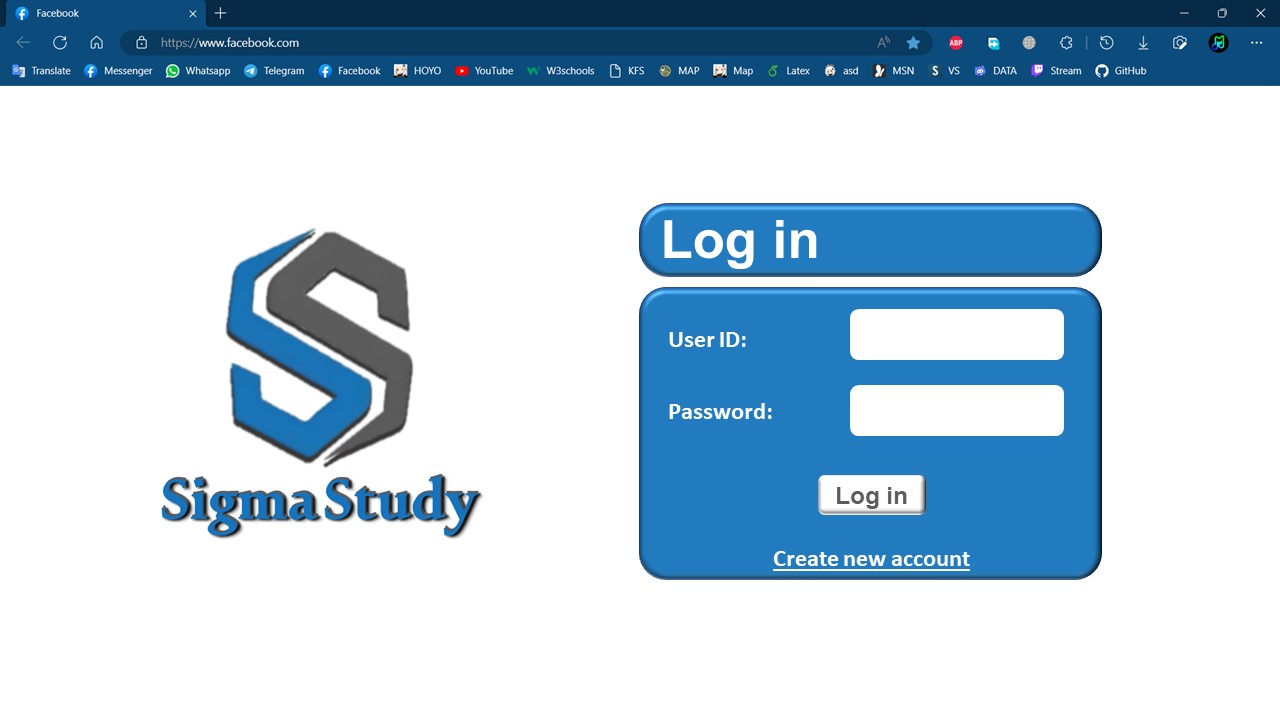 Facebook
https://www.facebook.com
ABP
Translate Messenger Whatsapp Telegram Facebook HOYO YouTube W3schools KFS MAP Map Latex asd MSN VS DATA Stream GitHub
Log in
User ID:
Password:
Log in
Create new account
Sigma Study